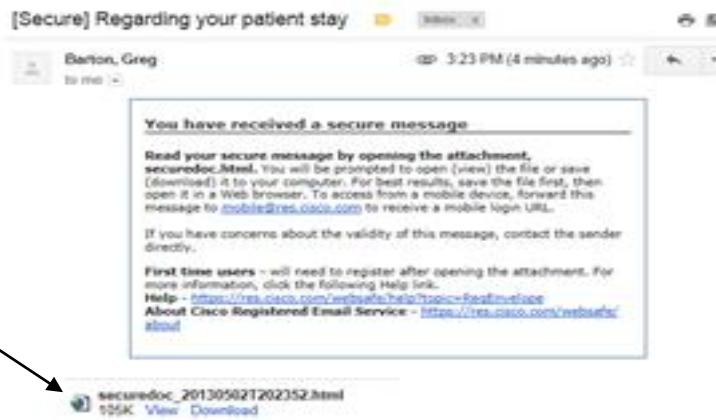 [Secure] Regarding your patient stay
Inbox x
Barton, Greg
3:23 PM (4 minutes ago)
to me
You have received a secure message
Read your secure message by opening the attachment,
securedoc.html. You will be prompted to open (view) the file or save
(download) it to your computer. For best results, save the file first, then
open it in a Web browser. To access from a mobile device, forward this
message to mobile@res.cisco.com to receive a mobile login URL.
If you have concerns about the validity of this message, contact the sender
directly.
First time users - will need to register after opening the attachment. For
more information, click the following Help link.
Help - https://res.cisco.com/websafe/help?topic=RegEnvelope
About Cisco Registered Email Service - https://res.cisco.com/websafe/
about
securedoc_20130502T202352.html
105K View Download